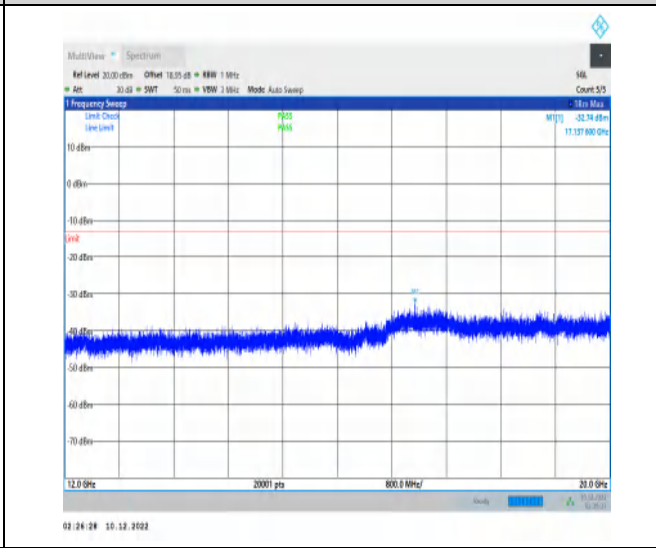 MultiView Spectrum
Ref Level 20.00 dBm Offset 18.55 dB RBW 1 MHz SGL
Att 30 dB SWT 50 ms VBW 3 MHz Mode Auto Sweep Count 5/5
1 Frequency Sweep
Limit Check PASS M1[1] -32.74 dBm
Line Limit PASS 17.137 600 GHz
10 dBm
0 dBm
-10 dBm
Limit
-20 dBm
-30 dBm
-40 dBm
-50 dBm
-60 dBm
-70 dBm
12.0 GHz 20001 pts 800.0 MHz/ 20.0 GHz
Ready
02:26:28 10.12.2022